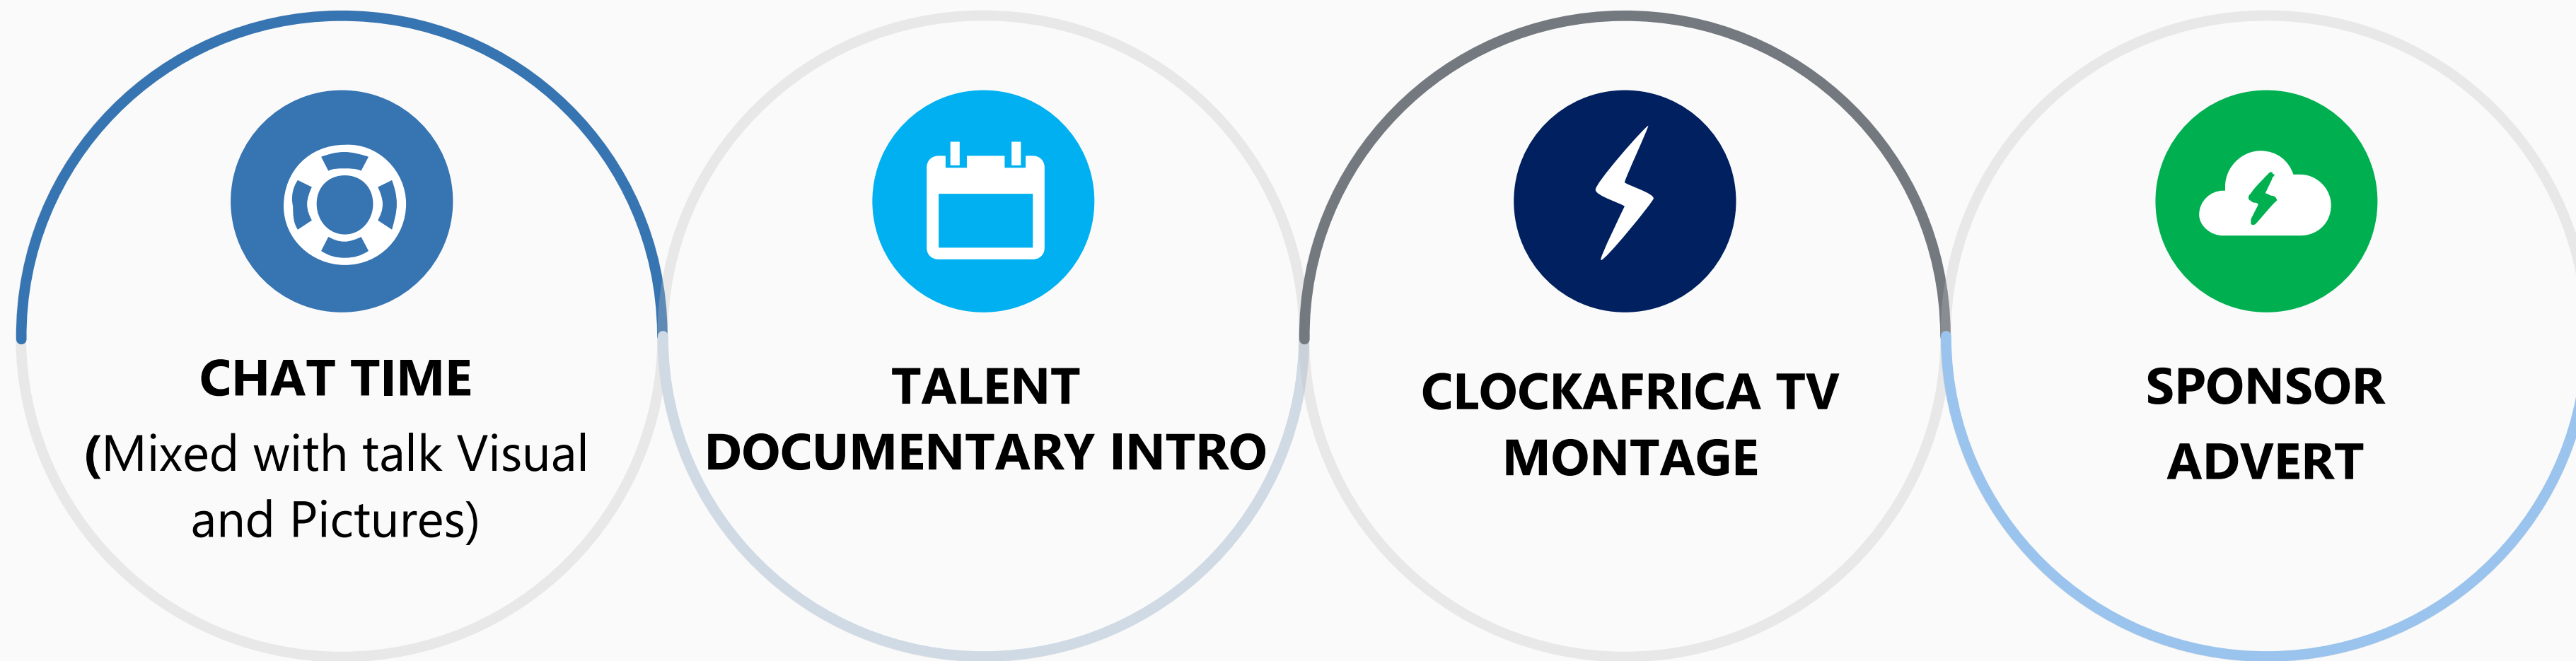 CHAT TIME
(Mixed with talk Visual
and Pictures)
TALENT
DOCUMENTARY INTRO
CLOCKAFRICA TV
MONTAGE
SPONSOR
ADVERT